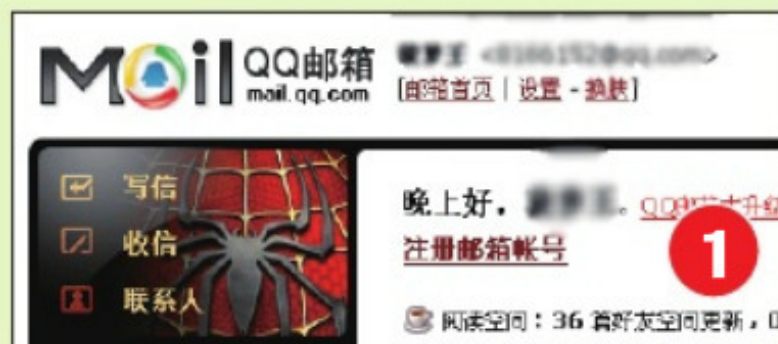 Mail QQ邮箱
mail.qq.com
[邮箱首页 | 设置 - 换肤]
写信
收信
联系人
晚上好,
注册邮箱帐号
1
阅读空间：36 篇好友空间更新，